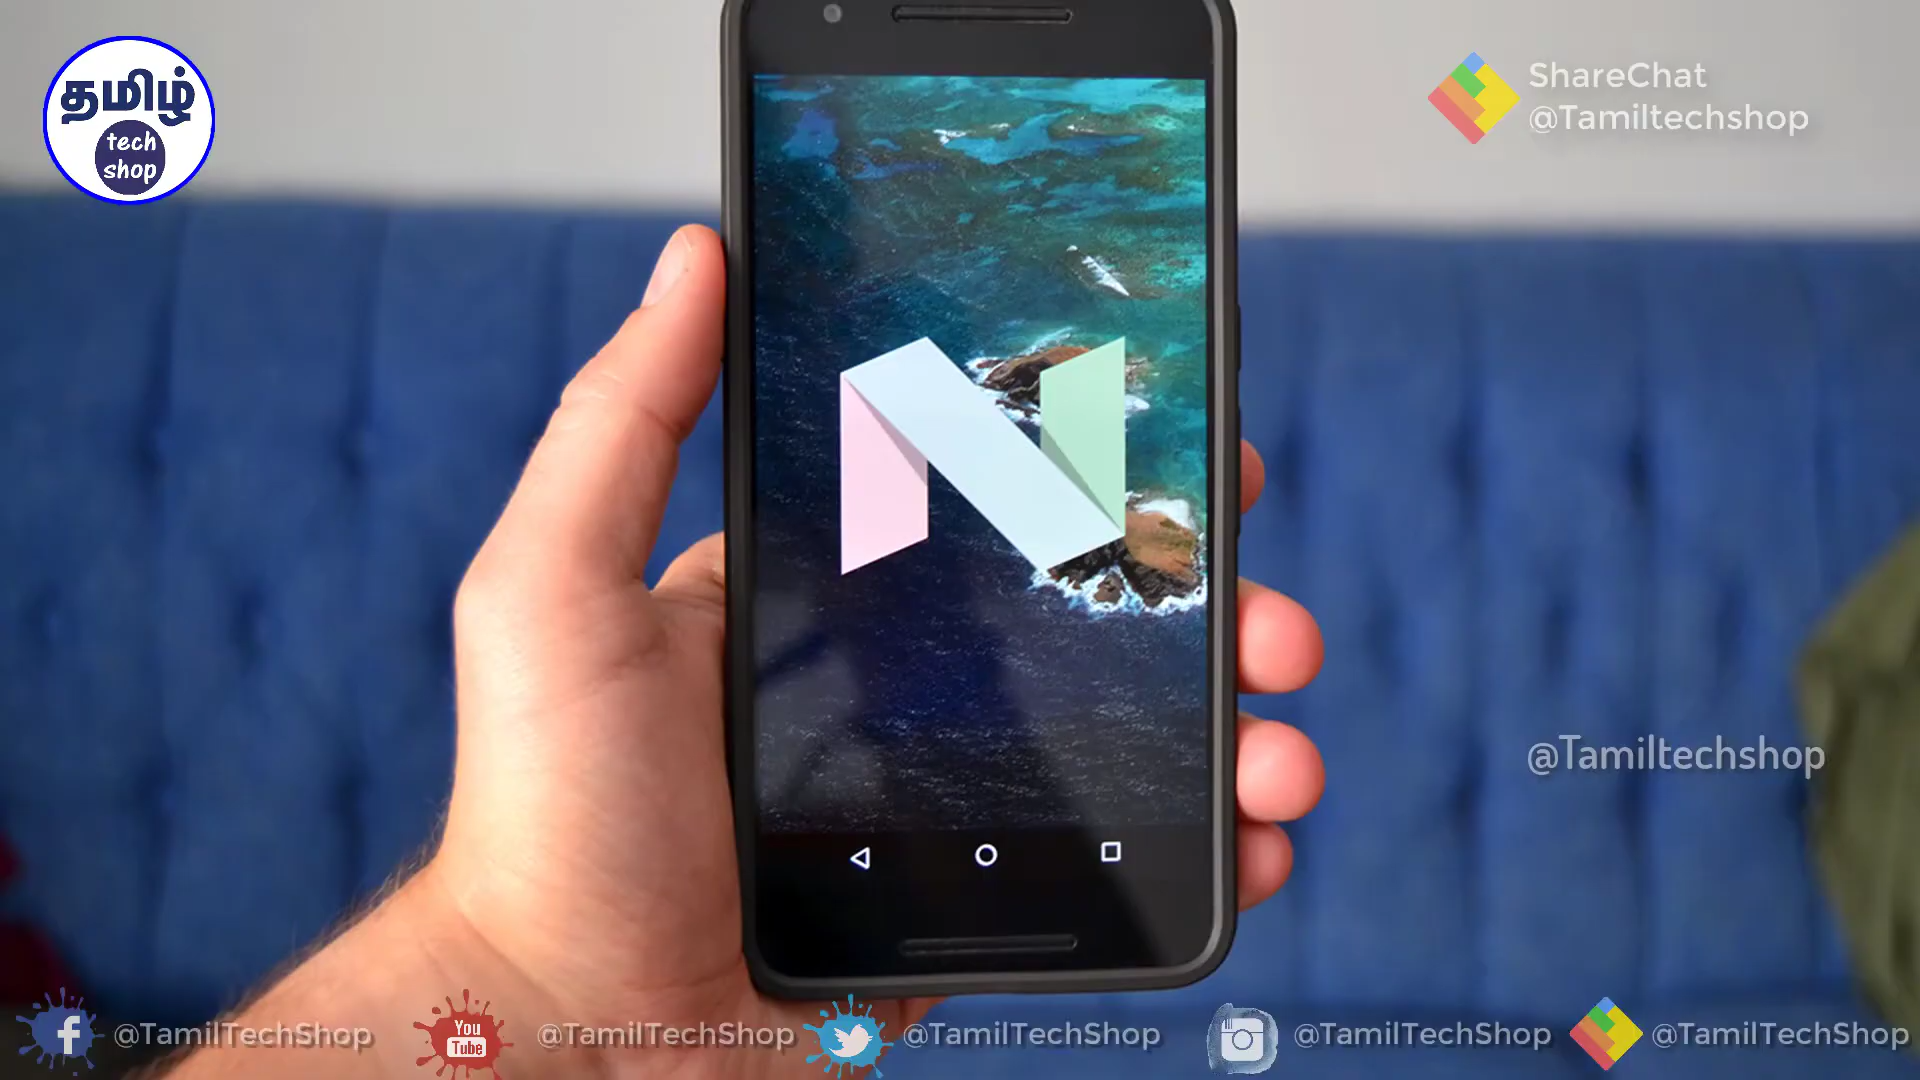 தமிழ்
tech
shop
ShareChat
@Tamiltechshop
N
@Tamiltechshop
f @TamilTechShop
You
Tube
@TamilTechShop
@TamilTechShop
@TamilTechShop
@TamilTechShop